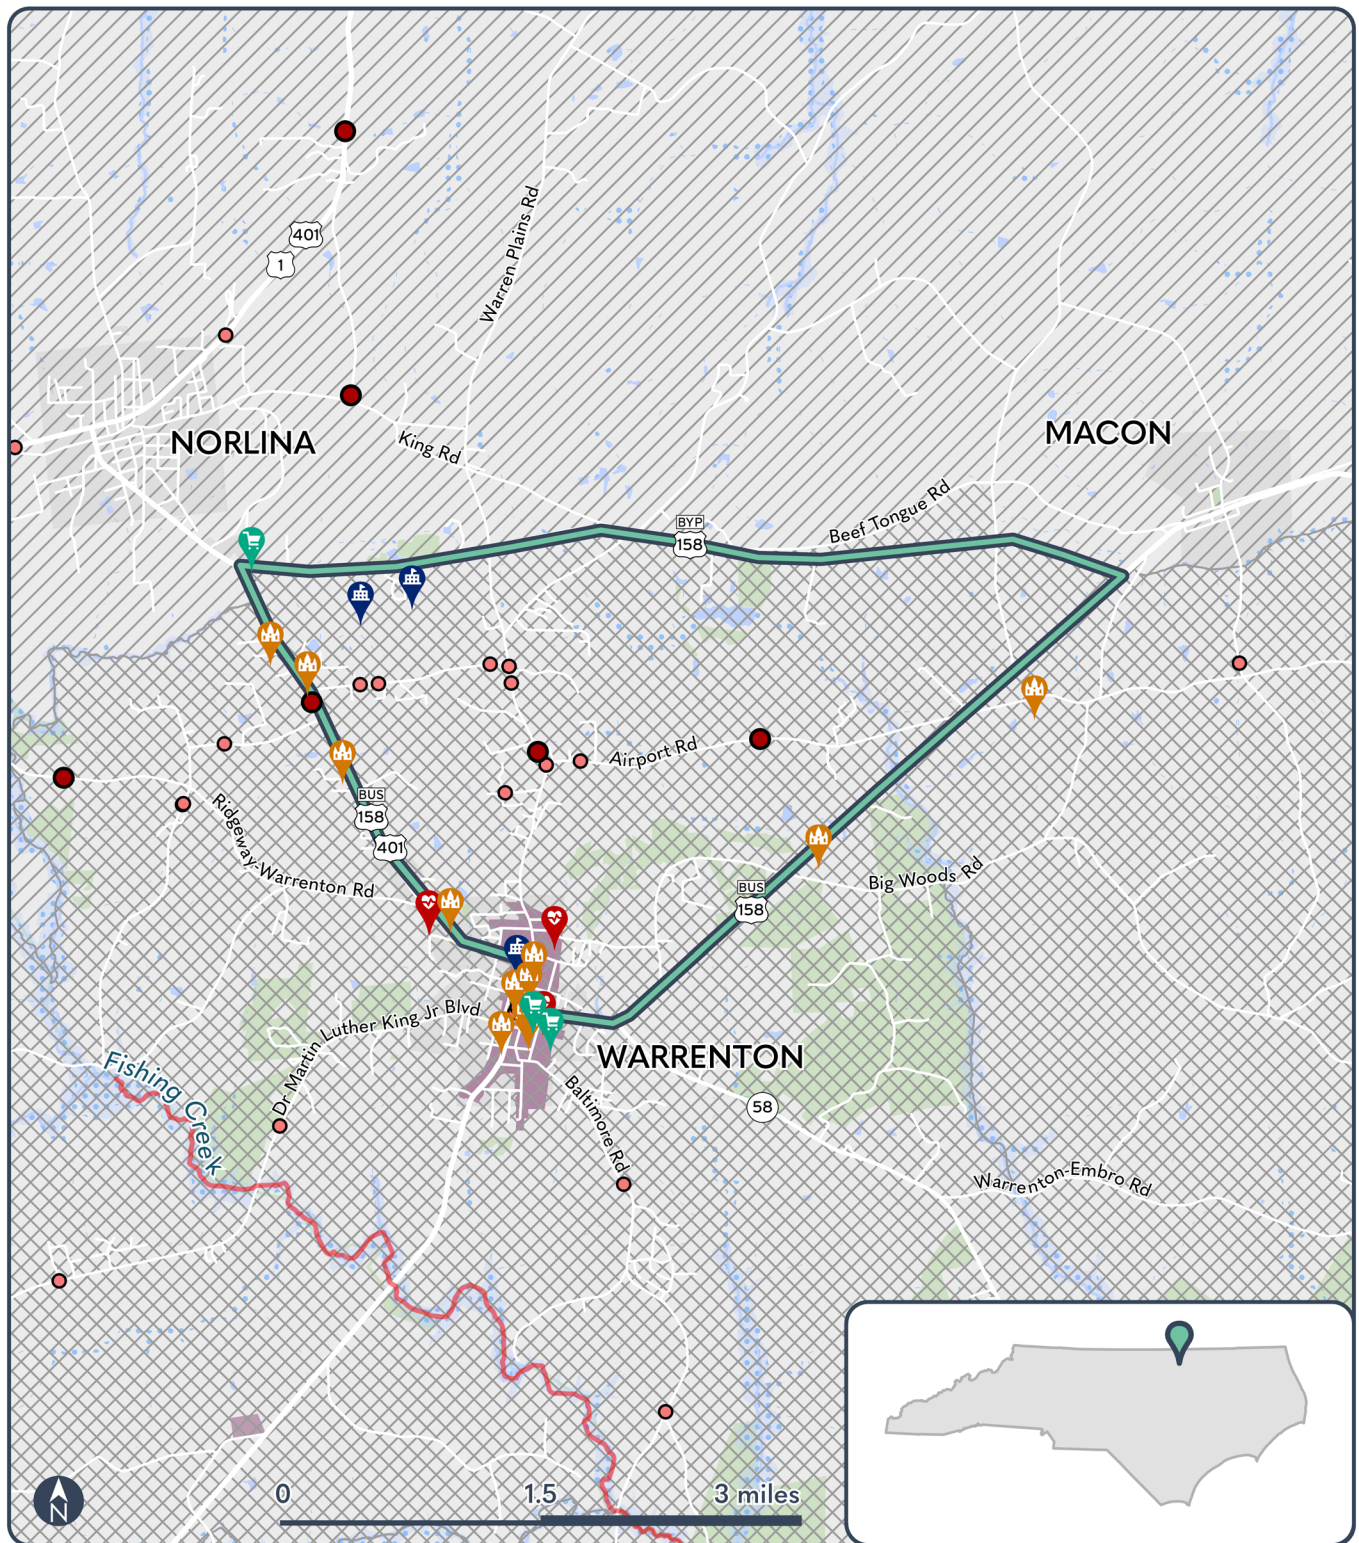 401
1
Warren Plains Rd
NORLINA
King Rd
MACON
Beef Tongue Rd
BYP
158
Airport Rd
BUS
158
401
Ridgeway-Warrenton Rd
Big Woods Rd
BUS
158
Dr Martin Luther King Jr Blvd
WARRENTON
Fishing Creek
Baltimore Rd
58
Warrenton-Embro Rd
N
0 1.5 3 miles